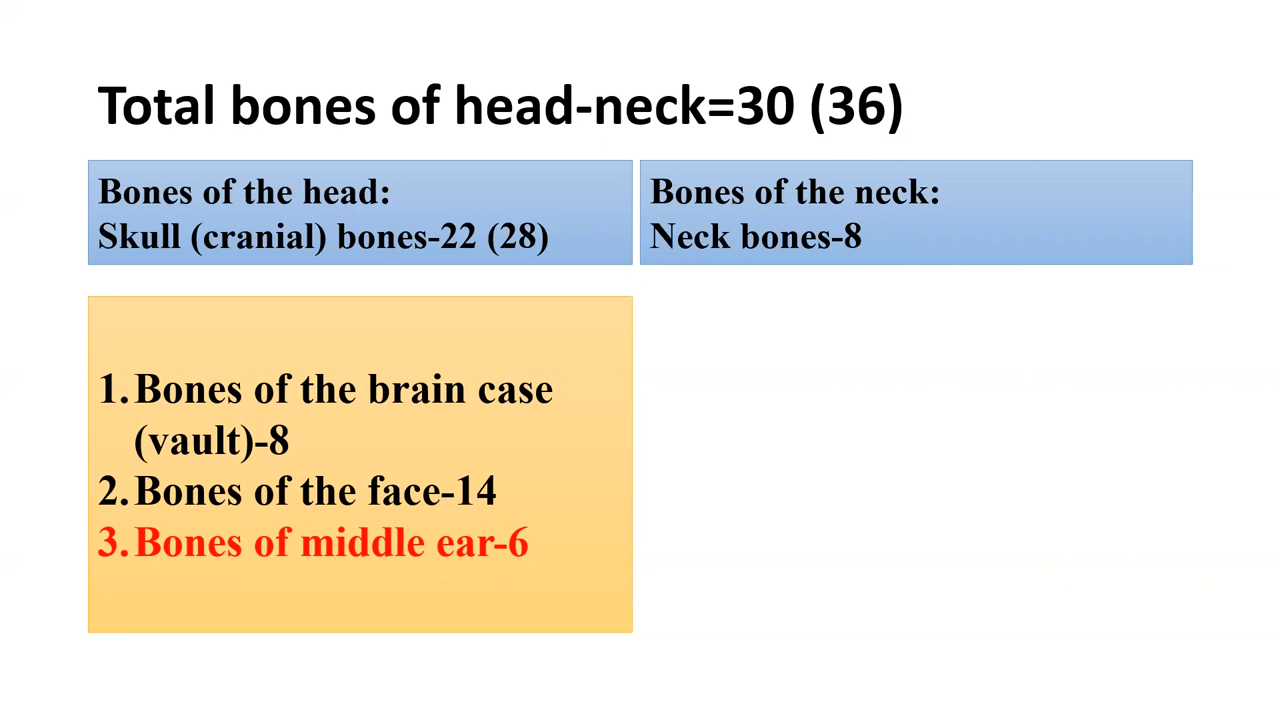 Total bones of head-neck=30 (36)
Bones of the head:
Skull (cranial) bones-22 (28)
Bones of the neck:
Neck bones-8
1. Bones of the brain case
(vault)-8
2. Bones of the face-14
3. Bones of middle ear-6